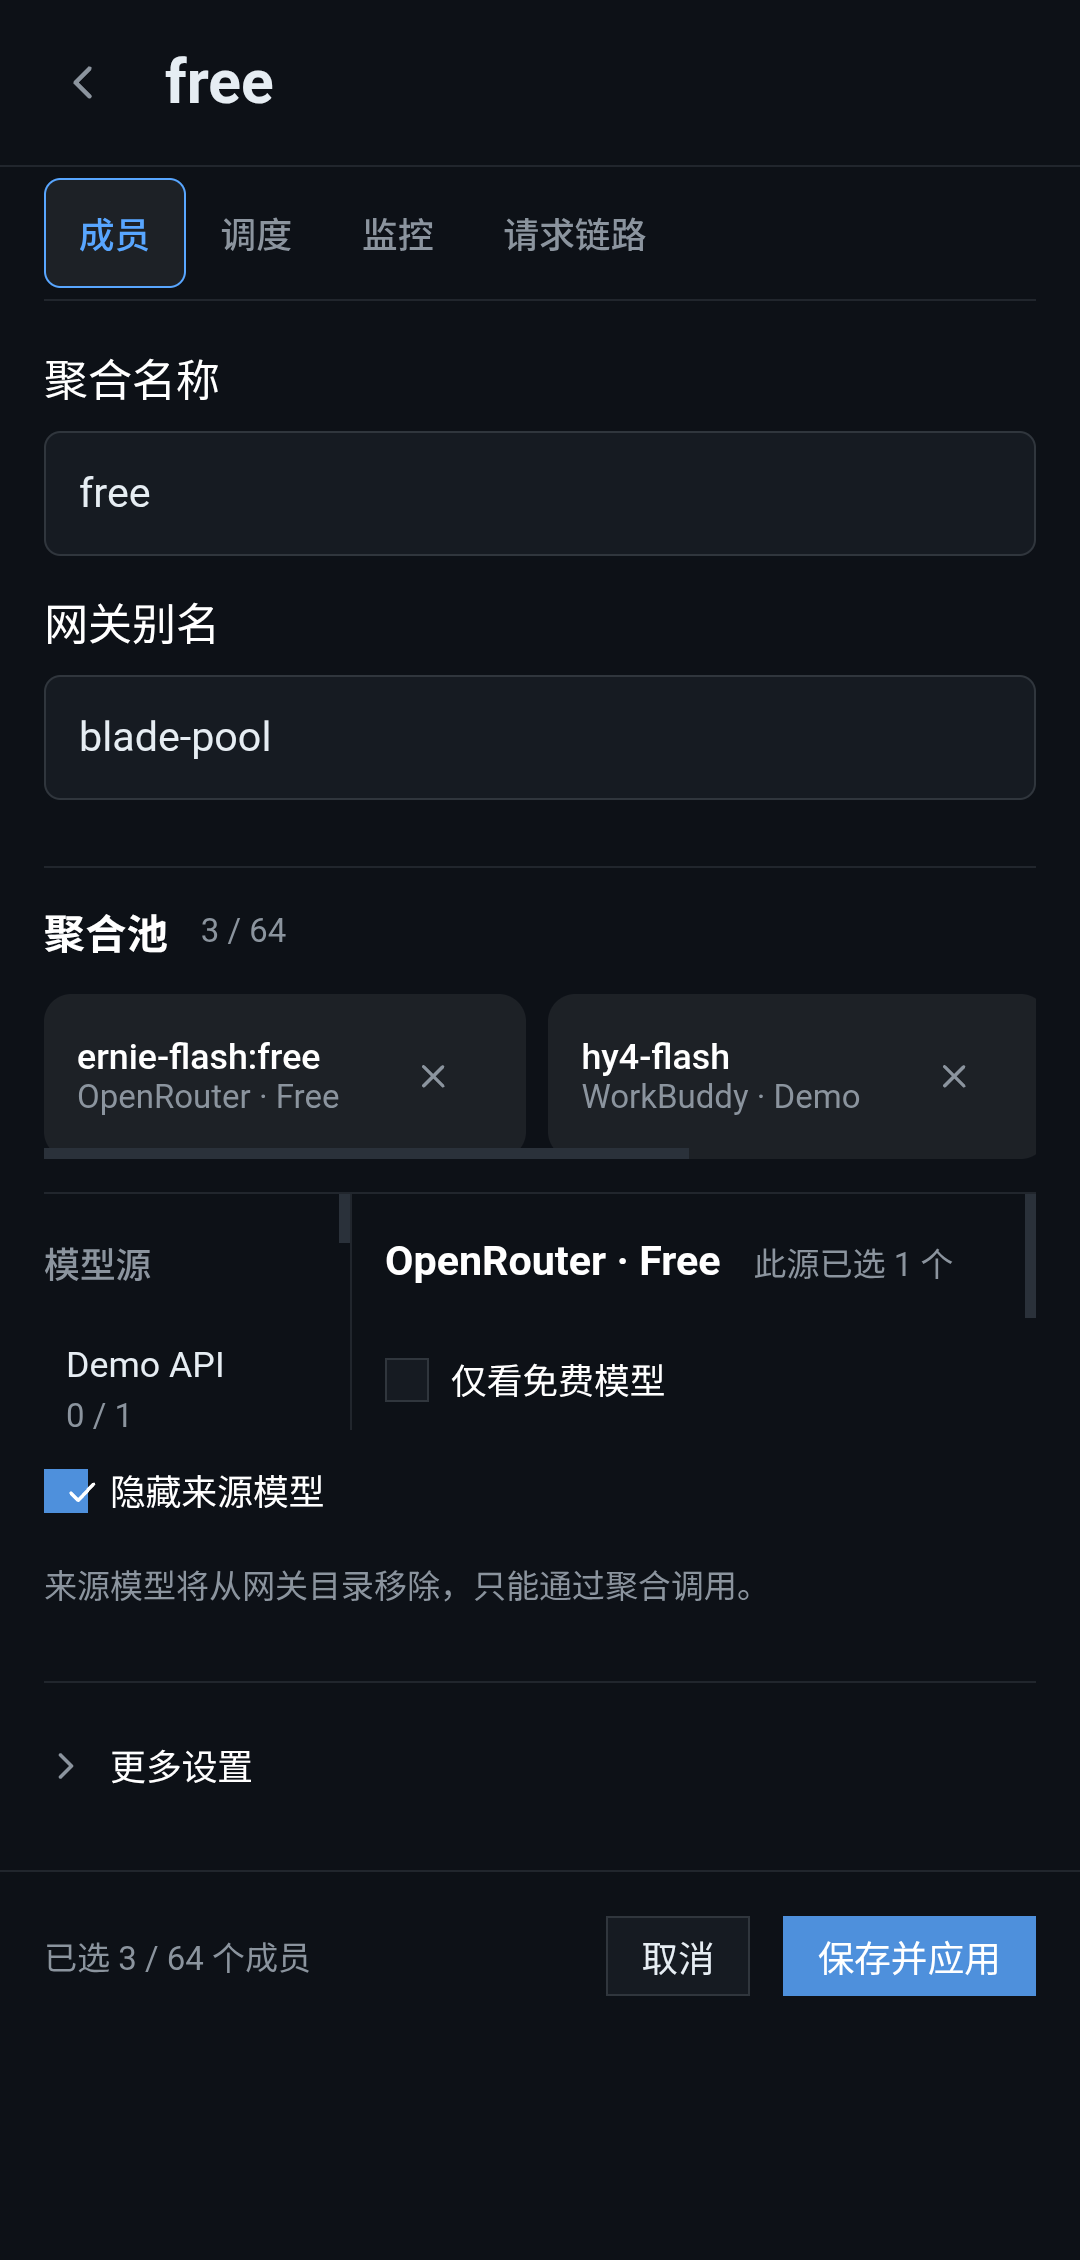 free
成员 调度 监控 请求链路
聚合名称
free
网关别名
blade-pool
聚合池 3 / 64
ernie-flash:free
OpenRouter · Free
hy4-flash
WorkBuddy · Demo
模型源
Demo API
0 / 1
OpenRouter · Free 此源已选 1 个
仅看免费模型
隐藏来源模型
来源模型将从网关目录移除，只能通过聚合调用。
更多设置
已选 3 / 64 个成员 取消 保存并应用